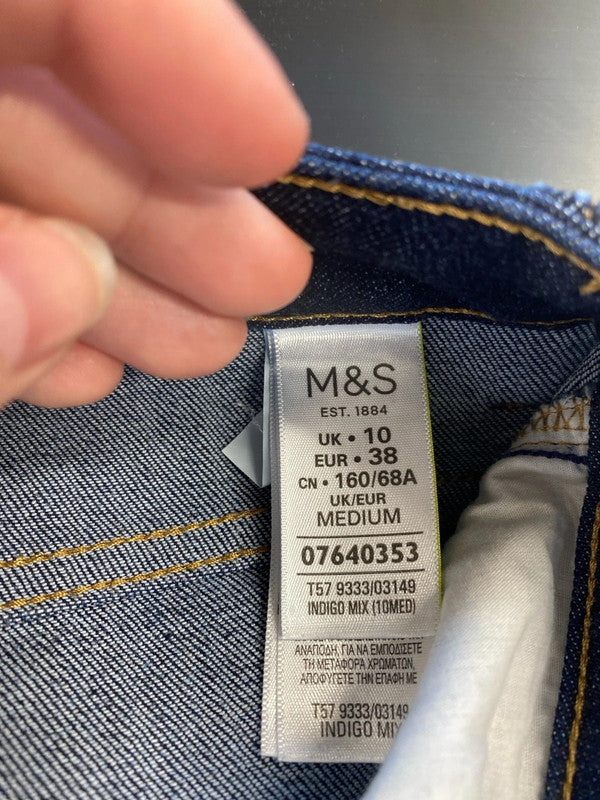 M&S
EST. 1884
UK • 10
EUR • 38
CN • 160/68A
UK/EUR
MEDIUM
07640353
T57 9333/03149
INDIGO MIX (10MED)
ΑΝΑΠΟΔΗ, ΓΙΑ ΝΑ ΕΜΠΟΔΙΣΕΤΕ
ΤΗ ΜΕΤΑΦΟΡΑ ΧΡΩΜΑΤΩΝ,
ΑΠΟΦΥΓΕΤΕ ΤΗΝ ΕΠΑΦΗ ΜΕ
T57 9333/03149
INDIGO MIX